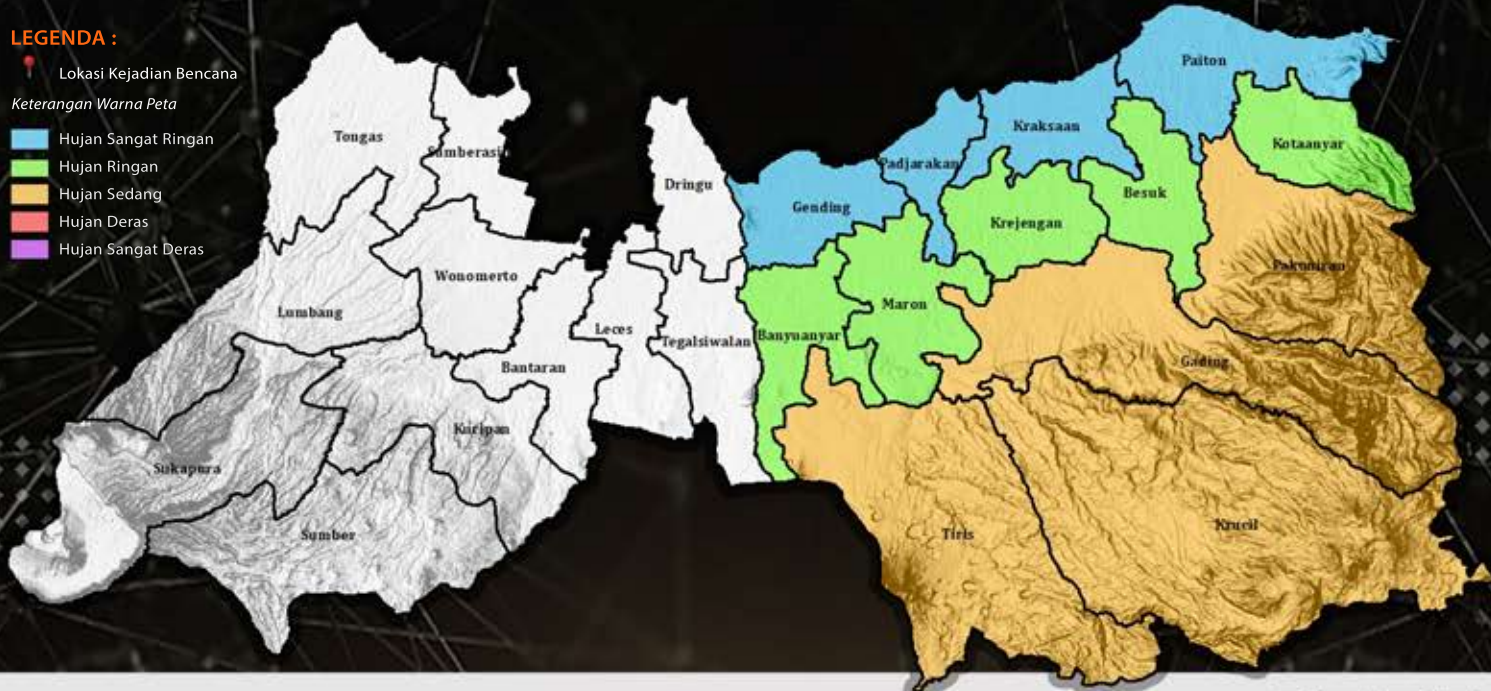 LEGENDA :
Lokasi Kejadian Bencana
Keterangan Warna Peta
Hujan Sangat Ringan
Hujan Ringan
Hujan Sedang
Hujan Deras
Hujan Sangat Deras
Paiton
Kraksaan
Tongas
Kotaanyar
Sumberasi
Padjarakan
Dringu
Besuk
Gending
Krejengan
Pakuniran
Wonomerto
Maron
Lumbang
Leces
Banyuanyar
Tegalsiwalan
Gading
Bantaran
Kuripan
Sukapura
Krucil
Tiris
Sumber